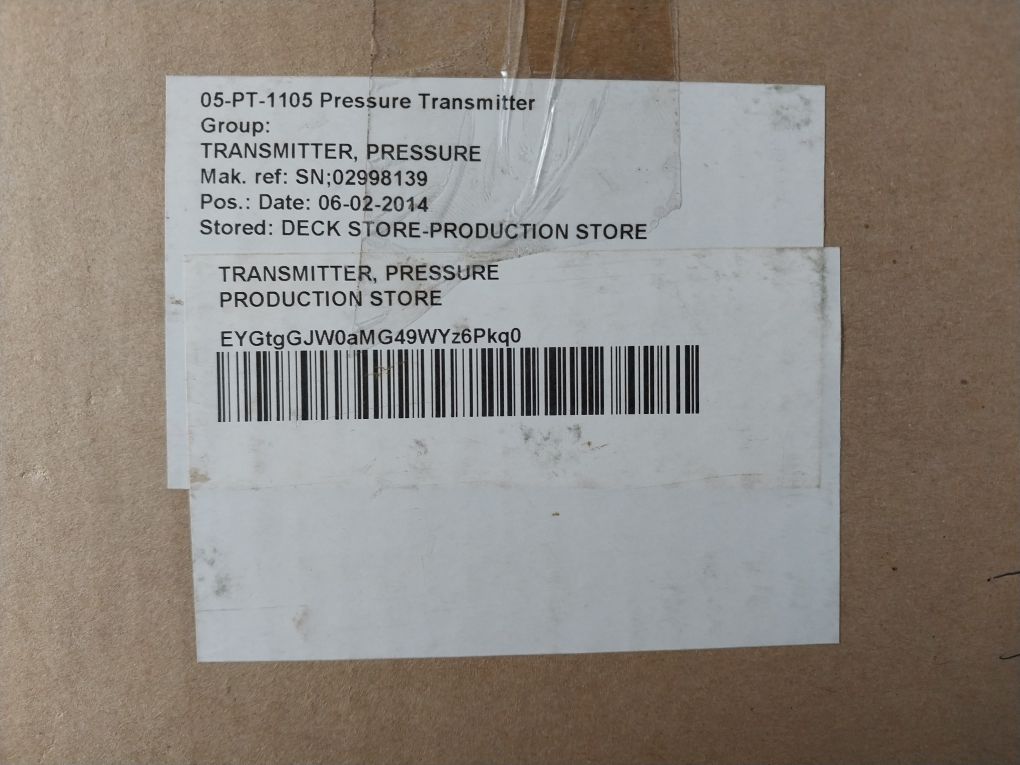 05-PT-1105 Pressure Transmitter
Group:
TRANSMITTER, PRESSURE
Mak. ref: SN;02998139
Pos.: Date: 06-02-2014
Stored: DECK STORE-PRODUCTION STORE
TRANSMITTER, PRESSURE
PRODUCTION STORE
EYGtgGJW0aMG49WYz6Pkq0